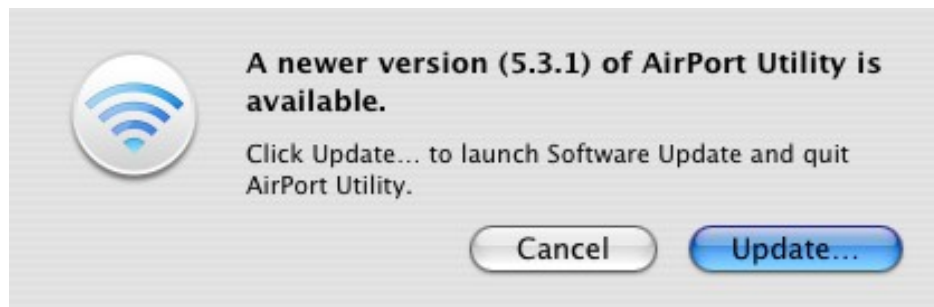 A newer version (5.3.1) of AirPort Utility is
available.
Click Update... to launch Software Update and quit
AirPort Utility.
Cancel
Update...